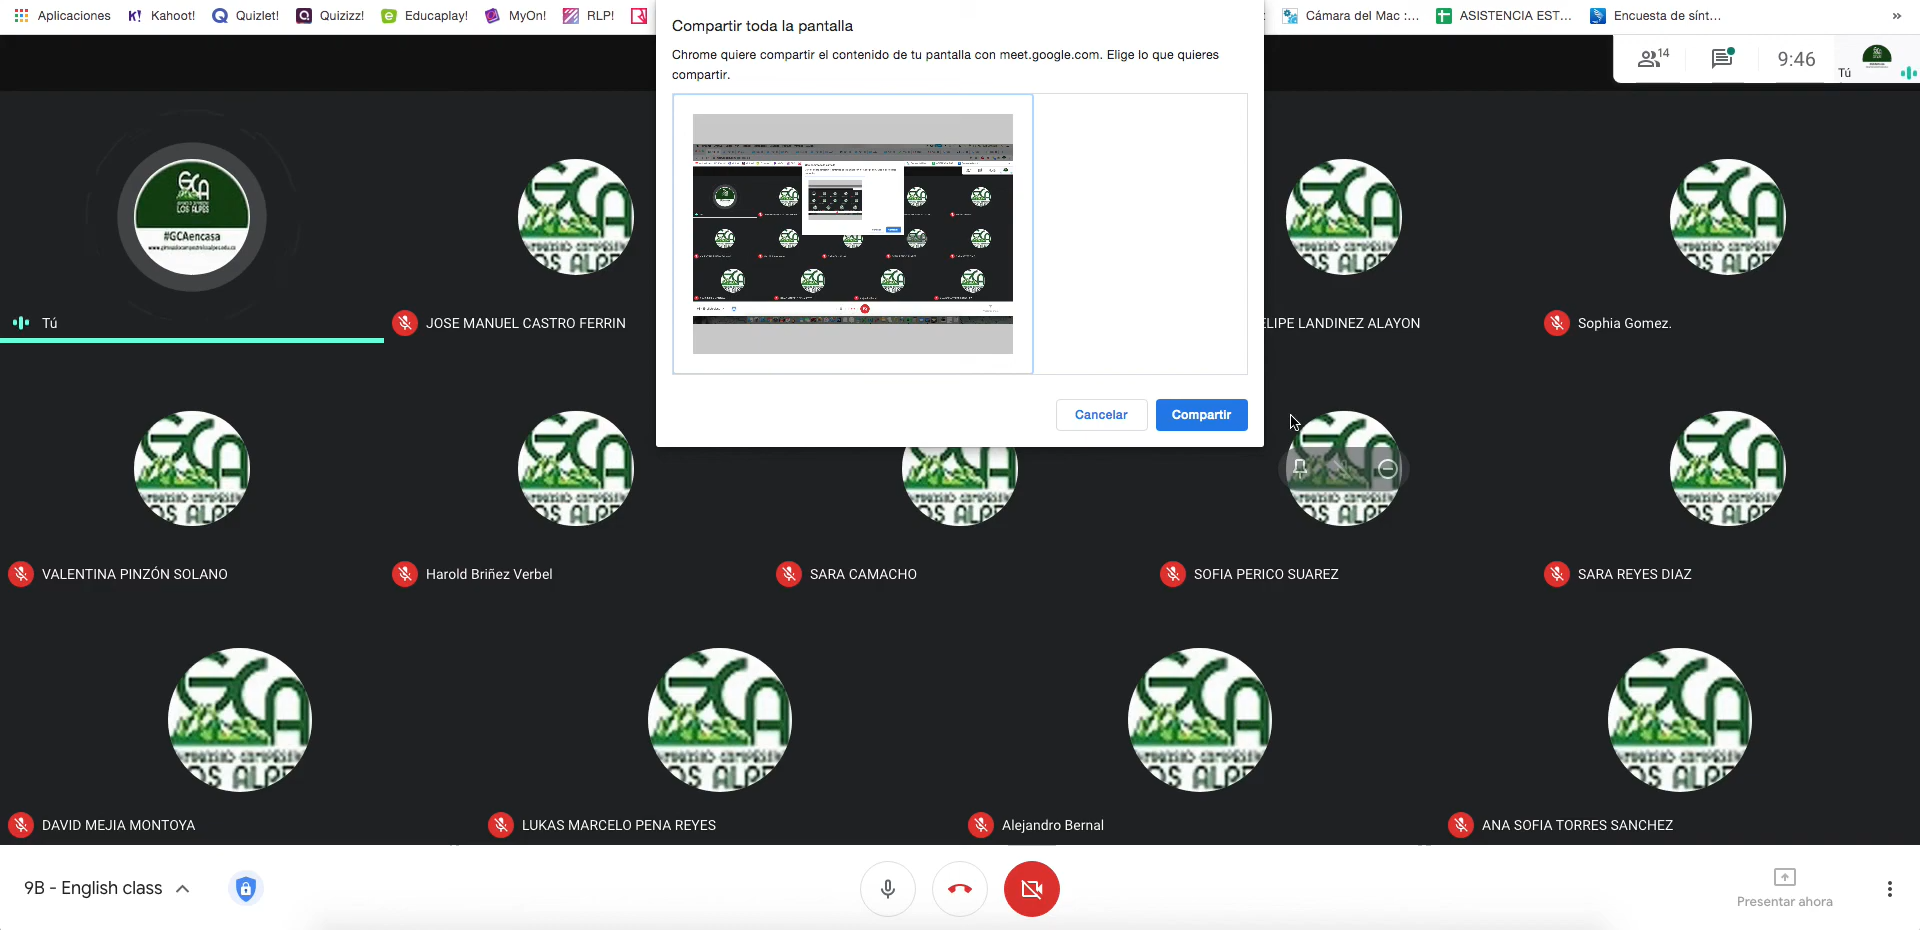 Aplicaciones
Kahoot!
Quizlet!
Quizizz!
Educaplay!
MyOn!
RLP!
Cámara del Mac :...
ASISTENCIA EST...
Encuesta de sínt...
»
Compartir toda la pantalla
Chrome quiere compartir el contenido de tu pantalla con meet.google.com. Elige lo que quieres
compartir.
Cancelar
Compartir
14
9:46
Tú
GCA
LOS ALPES
#GCAencasa
Tú
JOSE MANUEL CASTRO FERRIN
ELIPE LANDINEZ ALAYON
Sophia Gomez.
VALENTINA PINZÓN SOLANO
Harold Briñez Verbel
SARA CAMACHO
SOFIA PERICO SUAREZ
SARA REYES DIAZ
DAVID MEJIA MONTOYA
LUKAS MARCELO PENA REYES
Alejandro Bernal
ANA SOFIA TORRES SANCHEZ
9B - English class
Presentar ahora